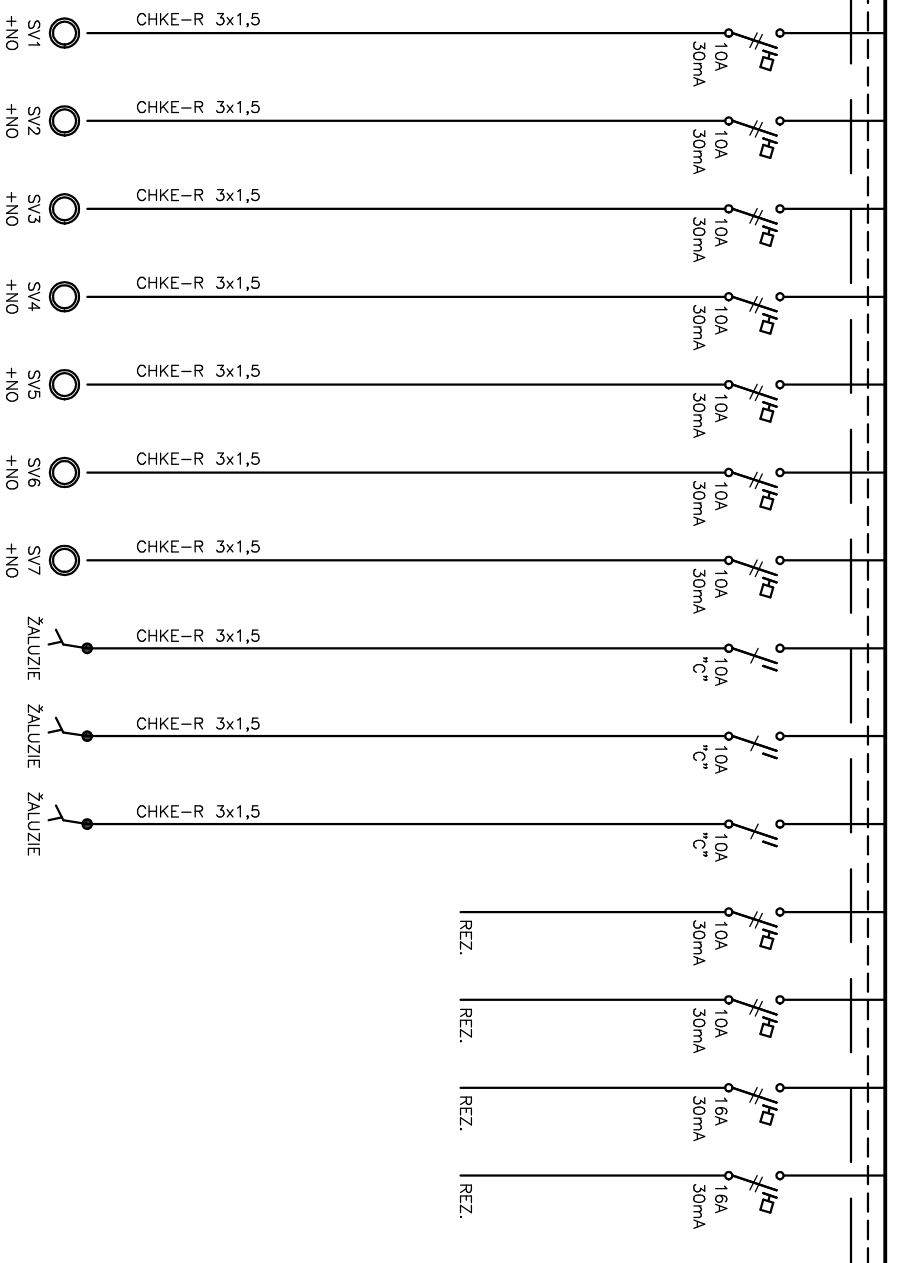 CHKE-R 3x1,5
10A
30mA
SV1
+NO
CHKE-R 3x1,5
10A
30mA
SV2
+NO
CHKE-R 3x1,5
10A
30mA
SV3
+NO
CHKE-R 3x1,5
10A
30mA
SV4
+NO
CHKE-R 3x1,5
10A
30mA
SV5
+NO
CHKE-R 3x1,5
10A
30mA
SV6
+NO
CHKE-R 3x1,5
10A
30mA
SV7
+NO
CHKE-R 3x1,5
10A
"C"
ŽALUZIE
CHKE-R 3x1,5
10A
"C"
ŽALUZIE
CHKE-R 3x1,5
10A
"C"
ŽALUZIE
10A
30mA
REZ.
10A
30mA
REZ.
16A
30mA
REZ.
16A
30mA
REZ.